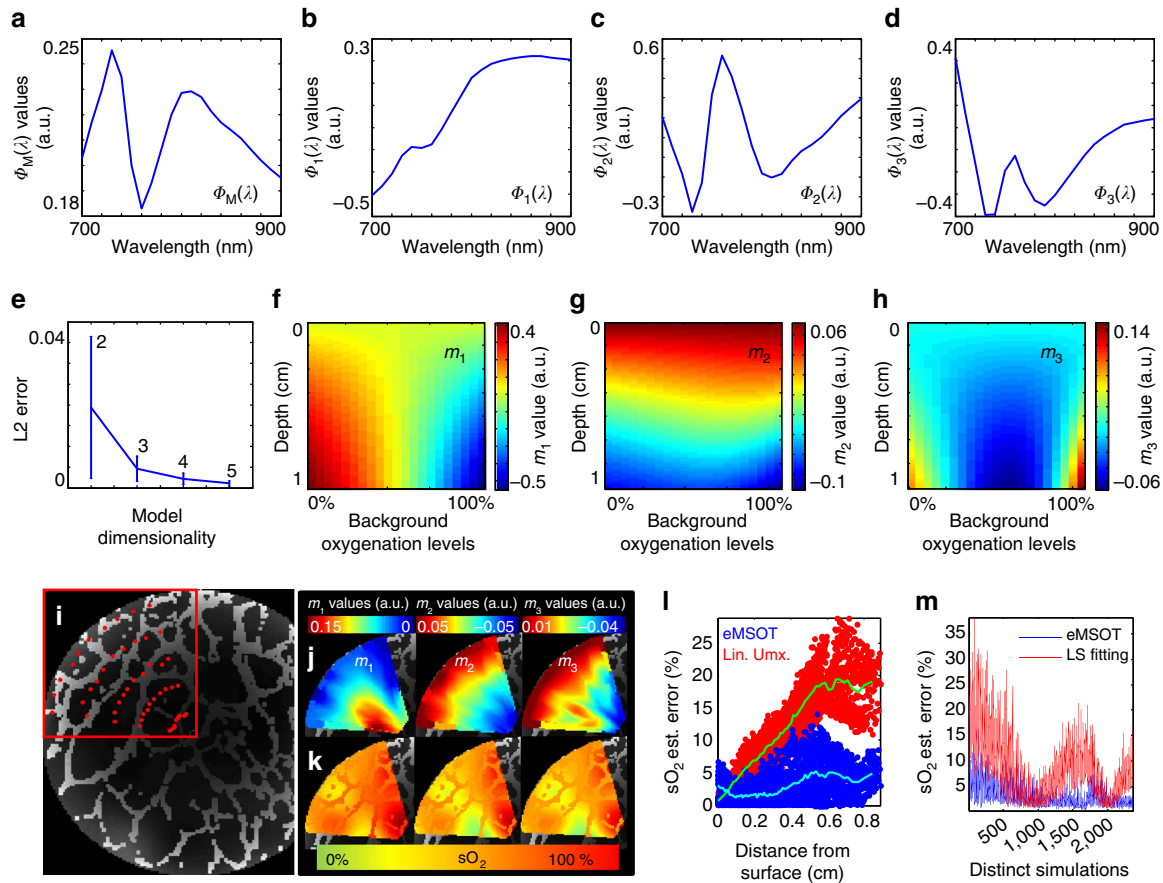 a
0.25
0.18
Φ_M(λ) values
(a.u.)
Φ_M(λ)
700
900
Wavelength (nm)
b
0.3
−0.5
Φ_1(λ) values
(a.u.)
Φ_1(λ)
700
900
Wavelength (nm)
c
0.6
−0.3
Φ_2(λ) values
(a.u.)
Φ_2(λ)
700
900
Wavelength (nm)
d
0.4
−0.4
Φ_3(λ) values
(a.u.)
Φ_3(λ)
700
900
Wavelength (nm)
e
0.04
0
L2 error
2
3
4
5
Model
dimensionality
f
0
1
Depth (cm)
m_1
0%
100%
Background
oxygenation levels
0.4
−0.5
m_1 value (a.u.)
g
0
1
Depth (cm)
m_2
0%
100%
Background
oxygenation levels
0.06
−0.1
m_2 value (a.u.)
h
0
1
Depth (cm)
m_3
0%
100%
Background
oxygenation levels
0.14
−0.06
m_3 value (a.u.)
i
m_1 values (a.u.)
m_2 values (a.u.)
m_3 values (a.u.)
0.15
0
0.05
−0.05
0.01
−0.04
j
m_1
m_2
m_3
k
0%
sO_2
100 %
l
eMSOT
Lin. Umx.
sO_2 est. error (%)
25
20
15
10
5
0
0
0.2
0.4
0.6
0.8
Distance from
surface (cm)
m
eMSOT
LS fitting
sO_2 est. error (%)
35
30
25
20
15
10
5
500
1,000
1,500
2,000
Distinct simulations